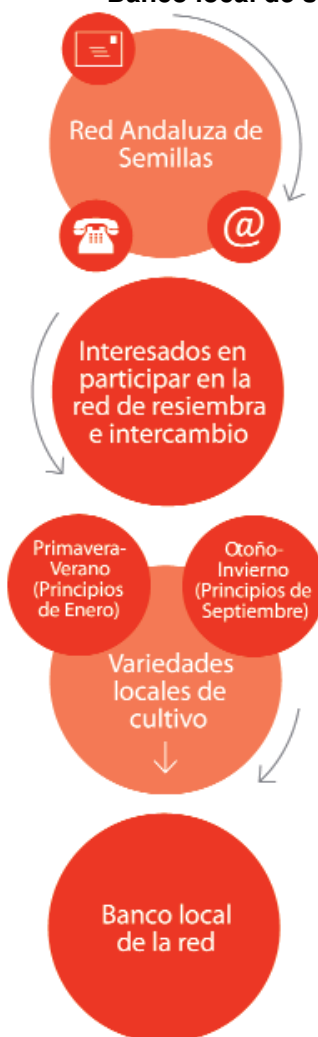 Banco local de s
Red Andaluza de
Semillas
@
Interesados en
participar en la
red de resiembra
e intercambio
Primavera-
Verano
(Principios
de Enero)
Otoño-
Invierno
(Principios de
Septiembre)
Variedades
locales de
cultivo
Banco local
de la red